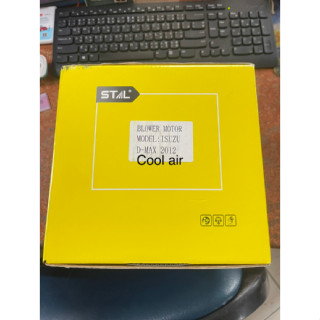 STAL
BLOWER MOTOR
MODEL:ISUZU
D-MAX 2012
Cool air